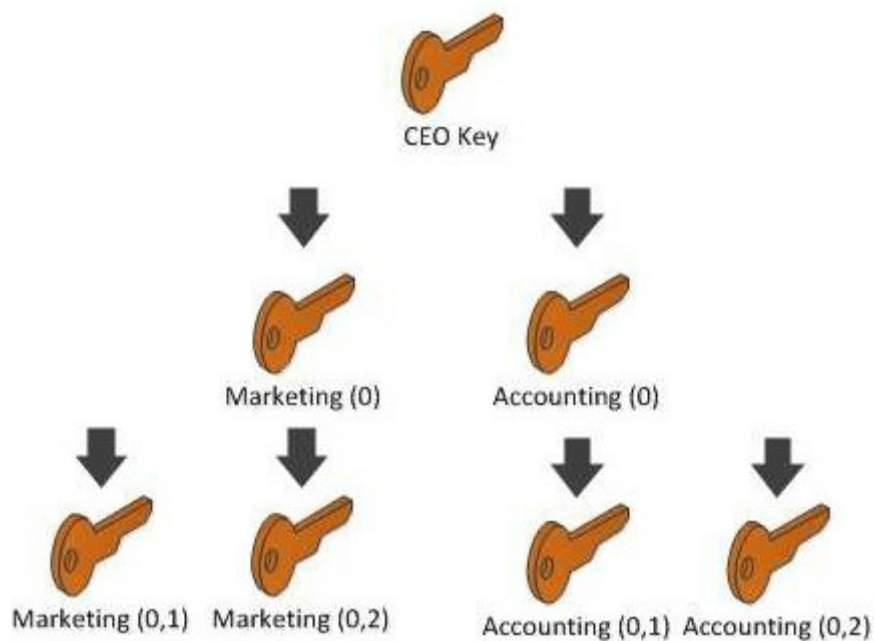 CEO Key
Marketing (0)
Accounting (0)
Marketing (0,1)
Marketing (0,2)
Accounting (0,1)
Accounting (0,2)